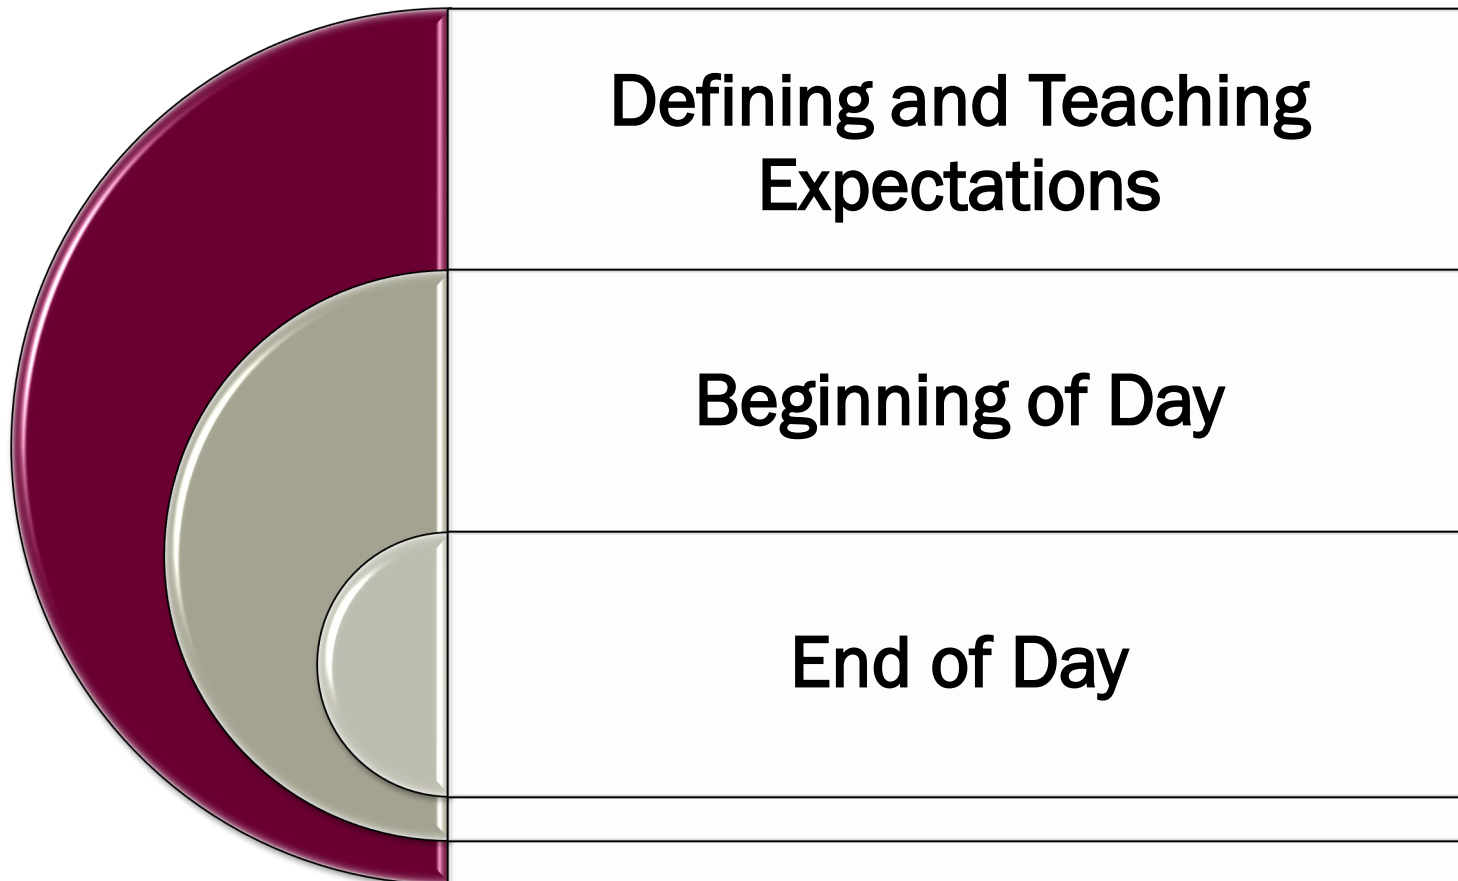 Defining and Teaching
Expectations
Beginning of Day
End of Day